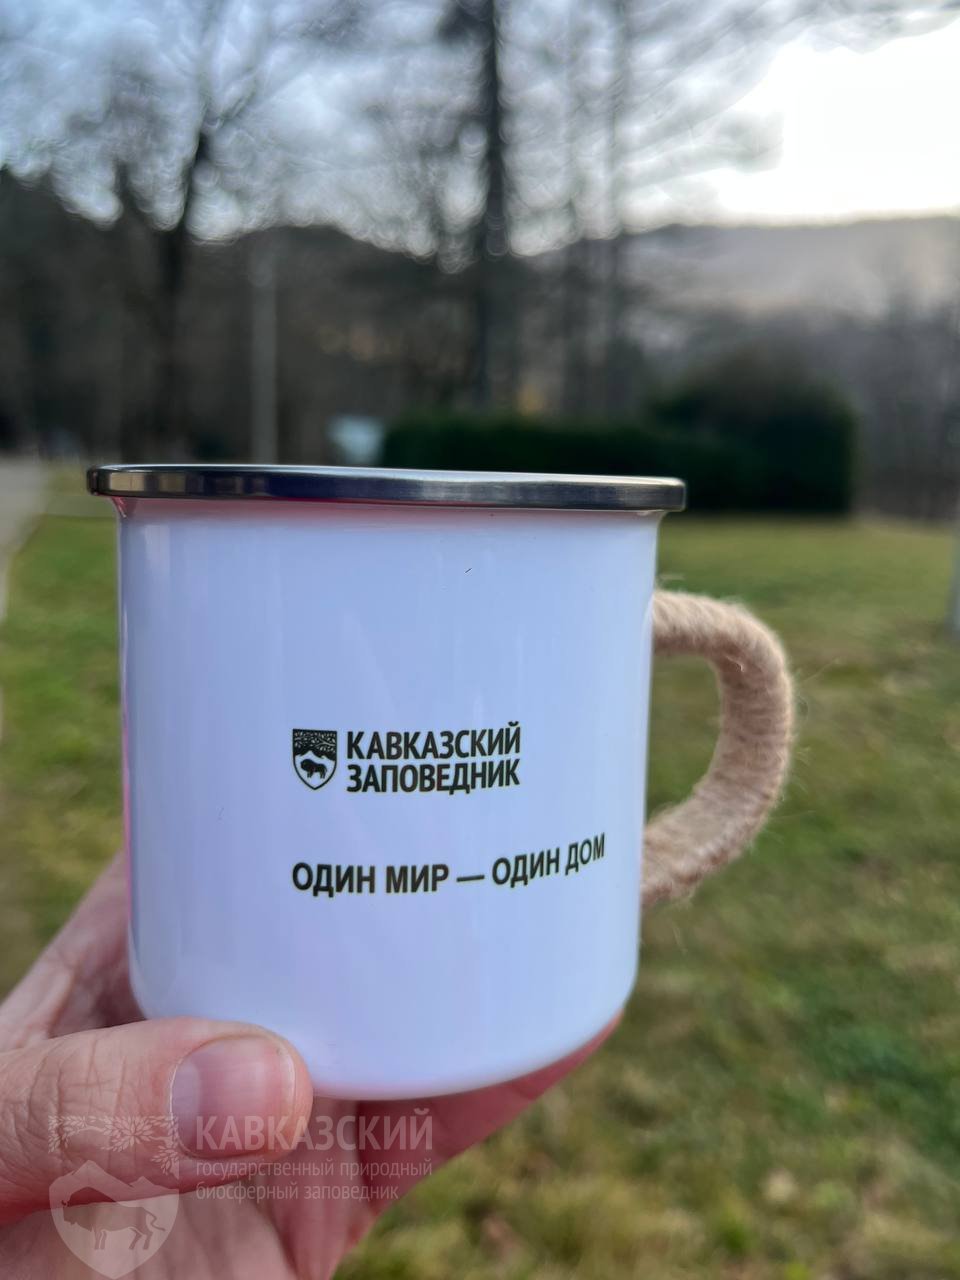 КАВКАЗСКИЙ
ЗАПОВЕДНИК
ОДИН МИР — ОДИН ДОМ
КАВКАЗСКИЙ
государственный природный
биосферный заповедник